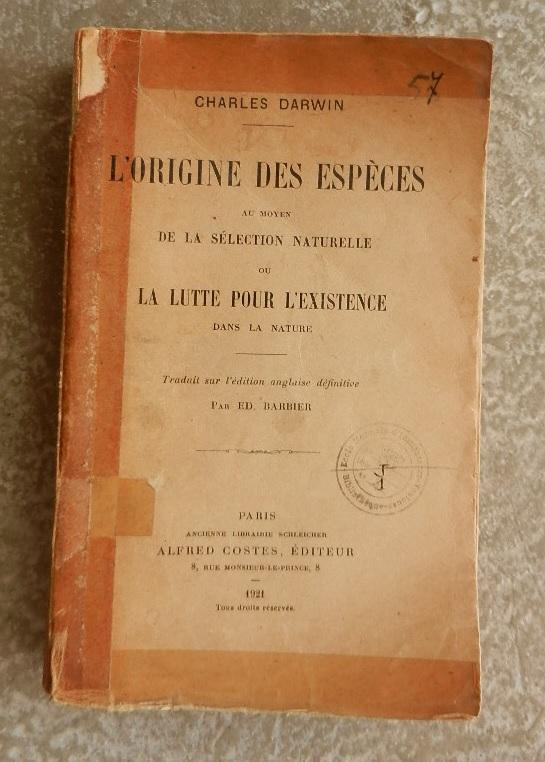 57
CHARLES DARWIN
L'ORIGINE DES ESPÈCES
AU MOYEN
DE LA SÉLECTION NATURELLE
OU
LA LUTTE POUR L'EXISTENCE
DANS LA NATURE
Traduit sur l'édition anglaise définitive
PAR ED. BARBIER
PARIS
ANCIENNE LIBRAIRIE SCHLEICHER
ALFRED COSTES, ÉDITEUR
8, RUE MONSIEUR-LE-PRINCE, 8
1921
Tous droits réservés.